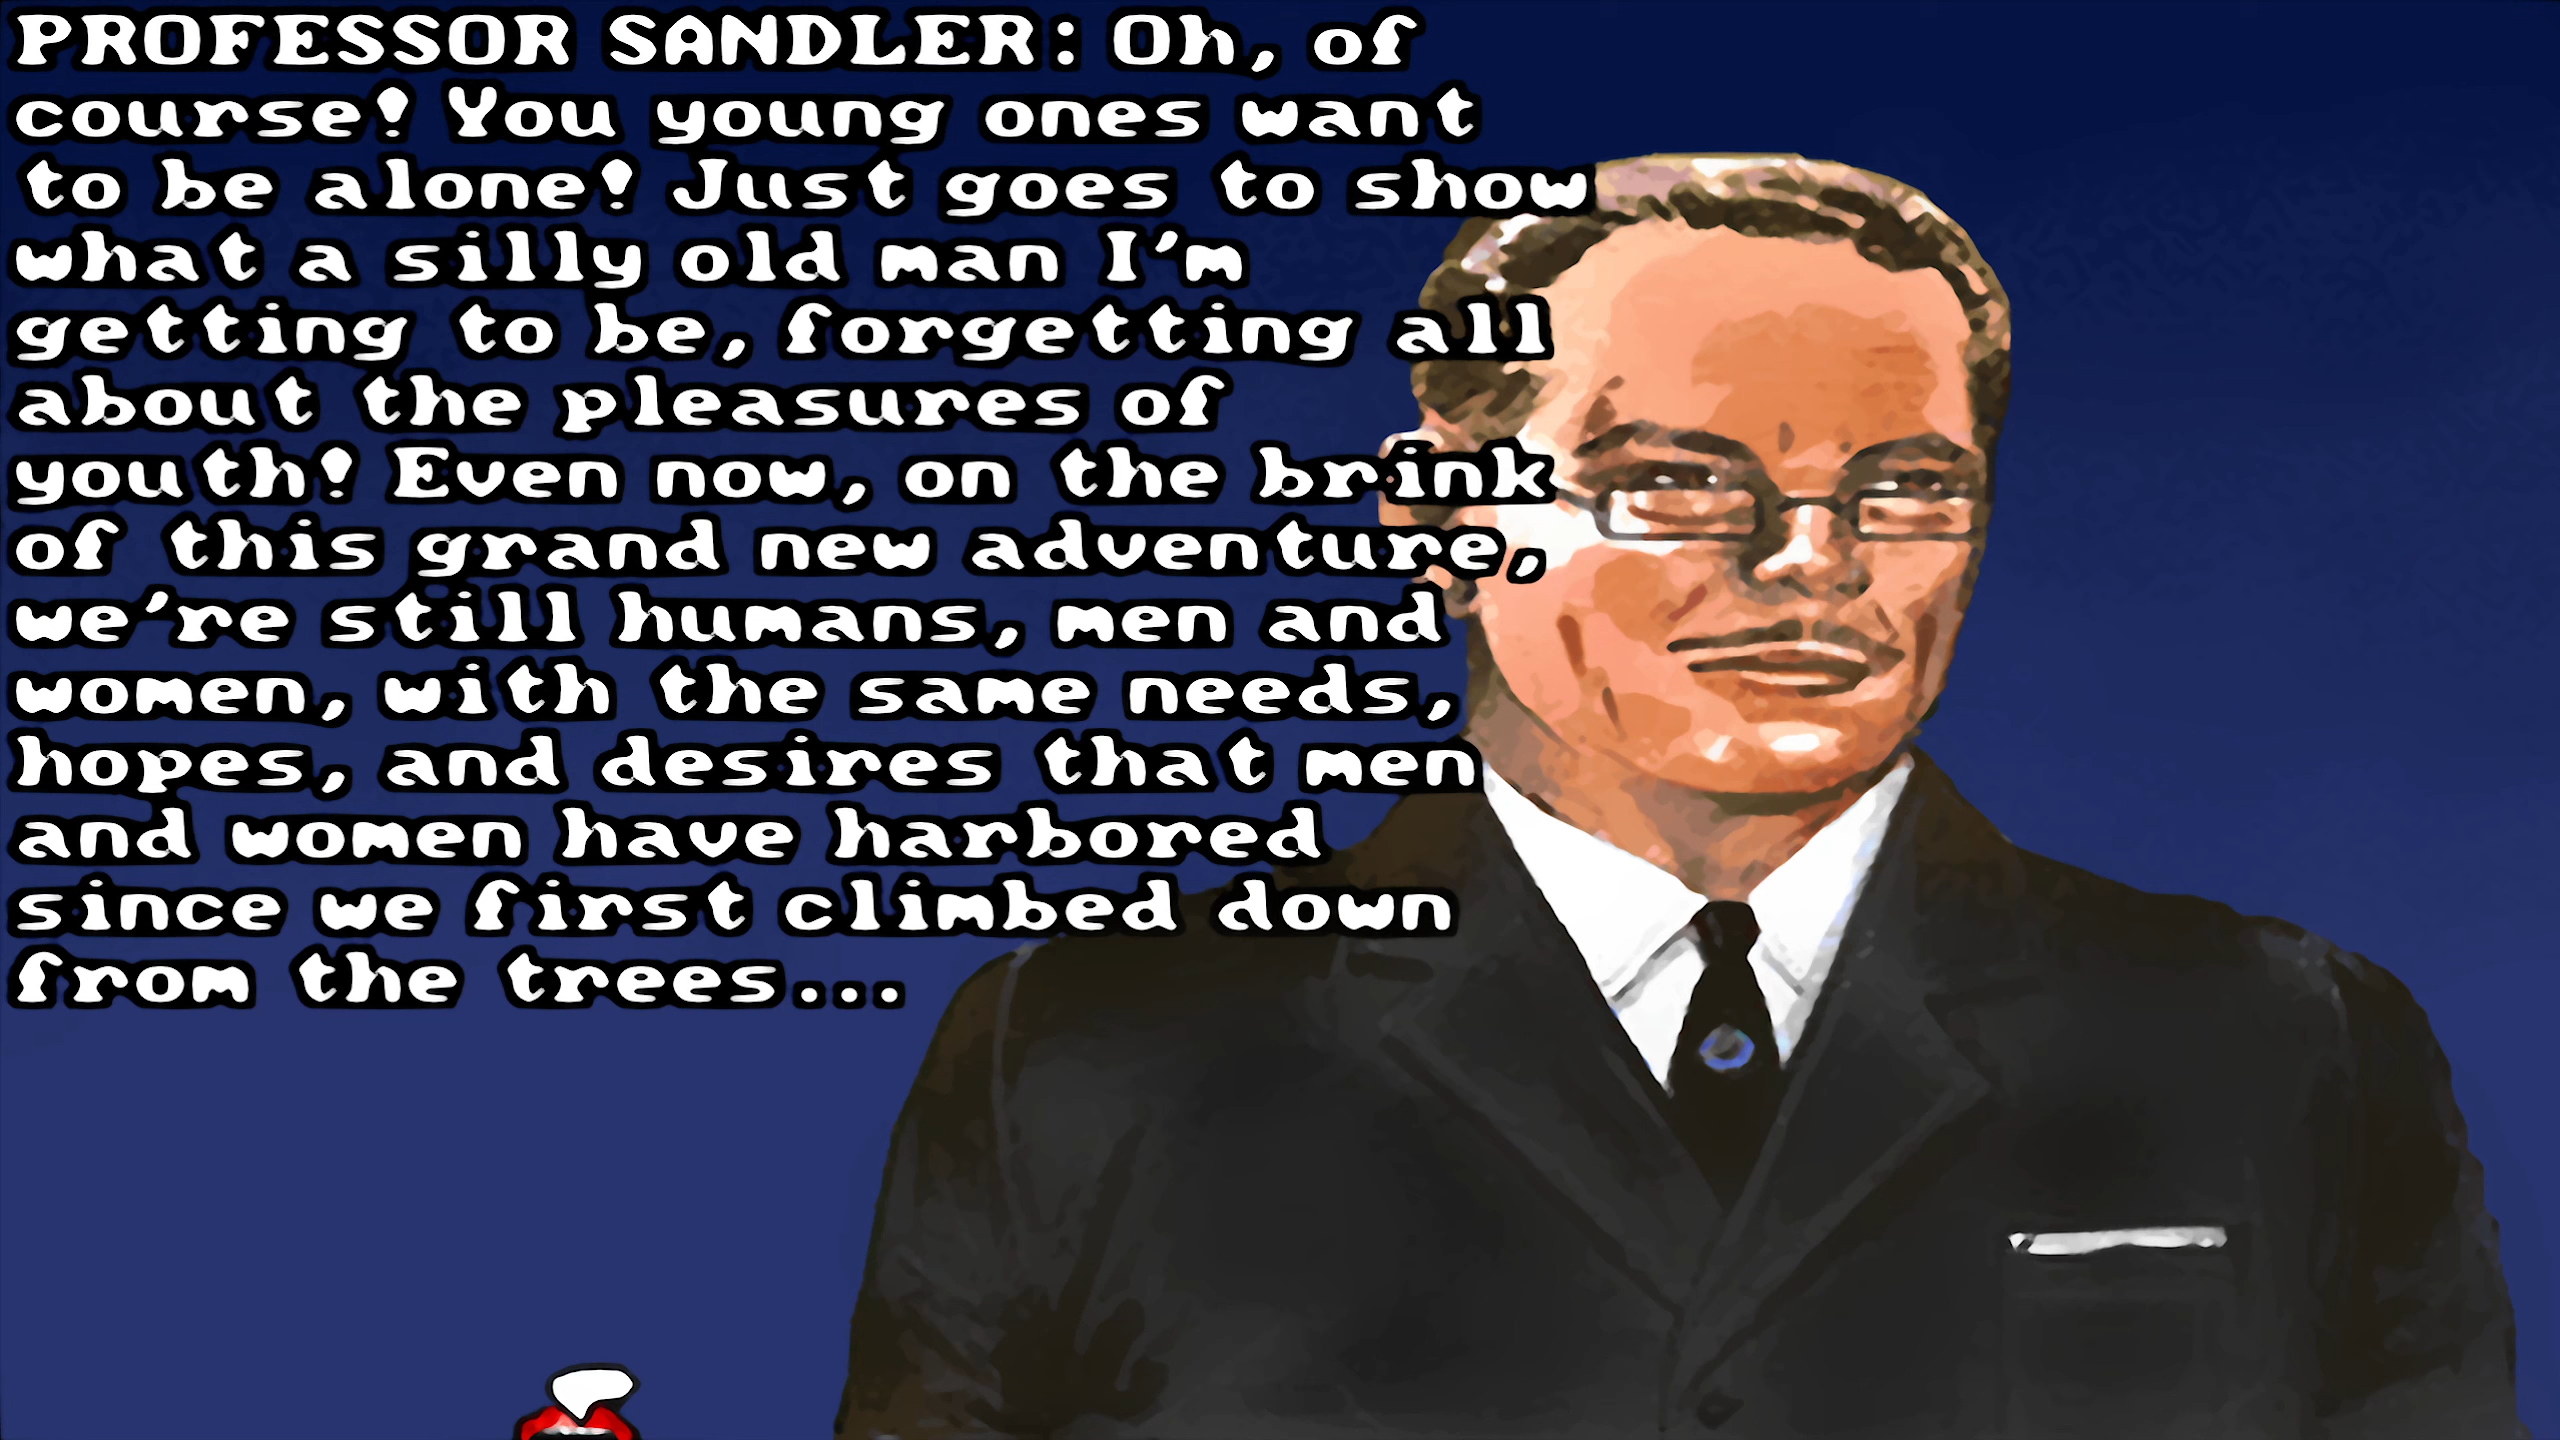 PROFESSOR SANDLER: Oh, of
course! You young ones want
to be alone! Just goes to show
what a silly old man I'm
getting to be, forgetting all
about the pleasures of
youth! Even now, on the brink
of this grand new adventure,
we're still humans, men and
women, with the same needs,
hopes, and desires that men
and women have harbored
since we first climbed down
from the trees...